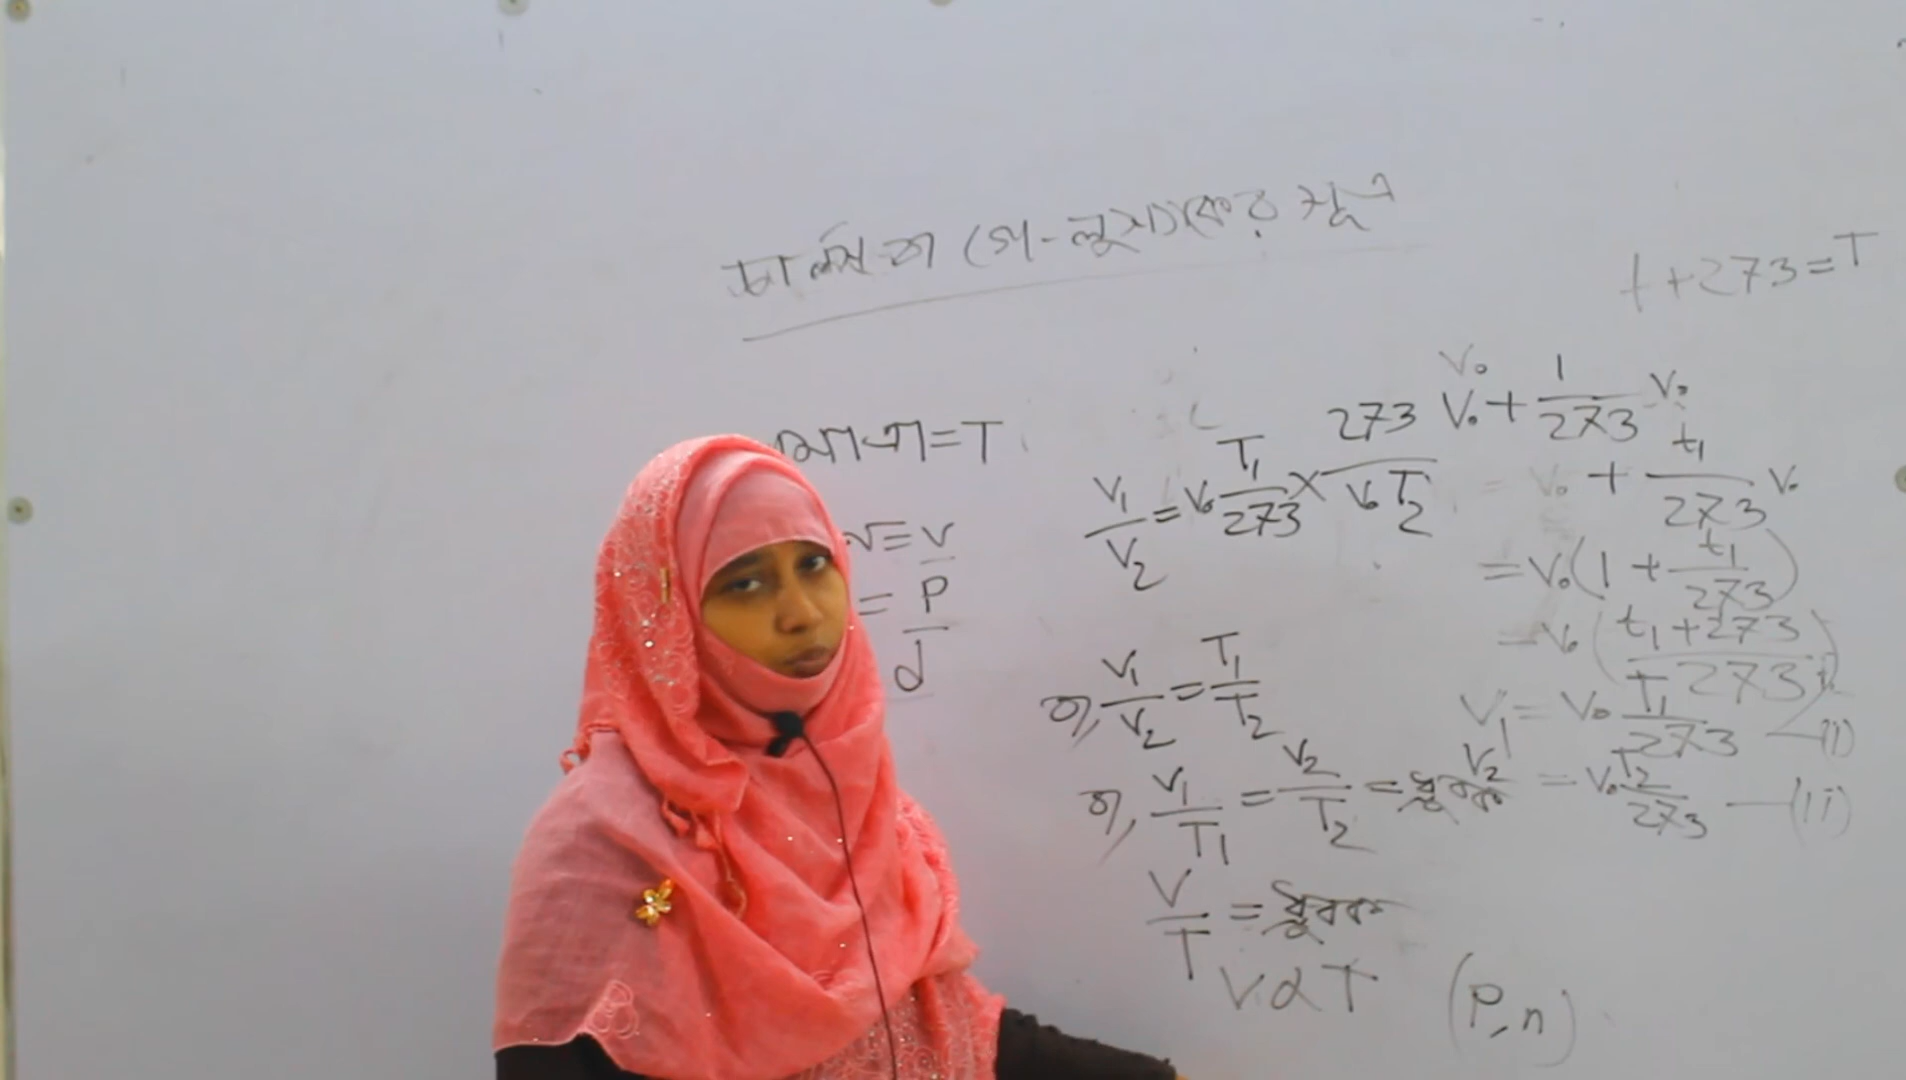 চার্লস বা গে-লুসাকের সূত্র
t+273=T
মাত্রা=T
= V
= P
d
V₁/V₂ = V₀ T₁/273 × 273/V₀T₂
বা, V₁/V₂ = T₁/T₂
বা, V₁/T₁ = V₂/T₂ = ধ্রুবক
V/T = ধ্রুবক
V α T (P, n)
V₀
V₀ + 1/273 V₀
= V₀ + t₁/273 V₀
= V₀(1 + t₁/273)
= V₀(t₁+273/273)
V₁ = V₀ T₁/273 —(i)
V₂ = V₀ T₂/273 —(ii)